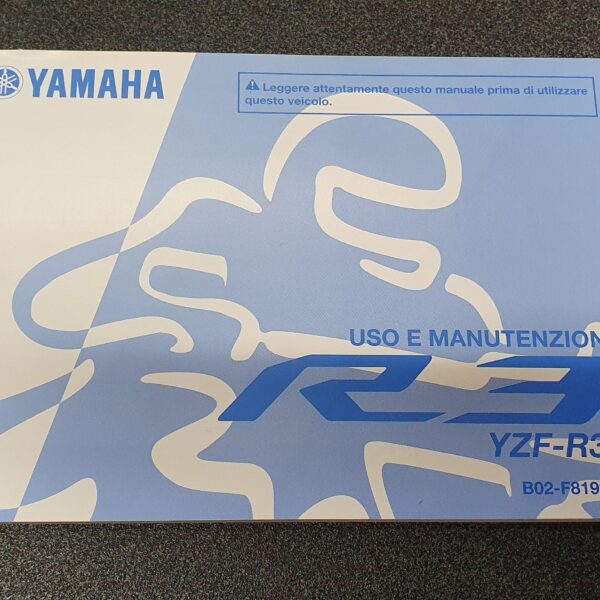 YAMAHA
Leggere attentamente questo manuale prima di utilizzare
questo veicolo.
USO E MANUTENZION
R3
YZF-R3
B02-F819